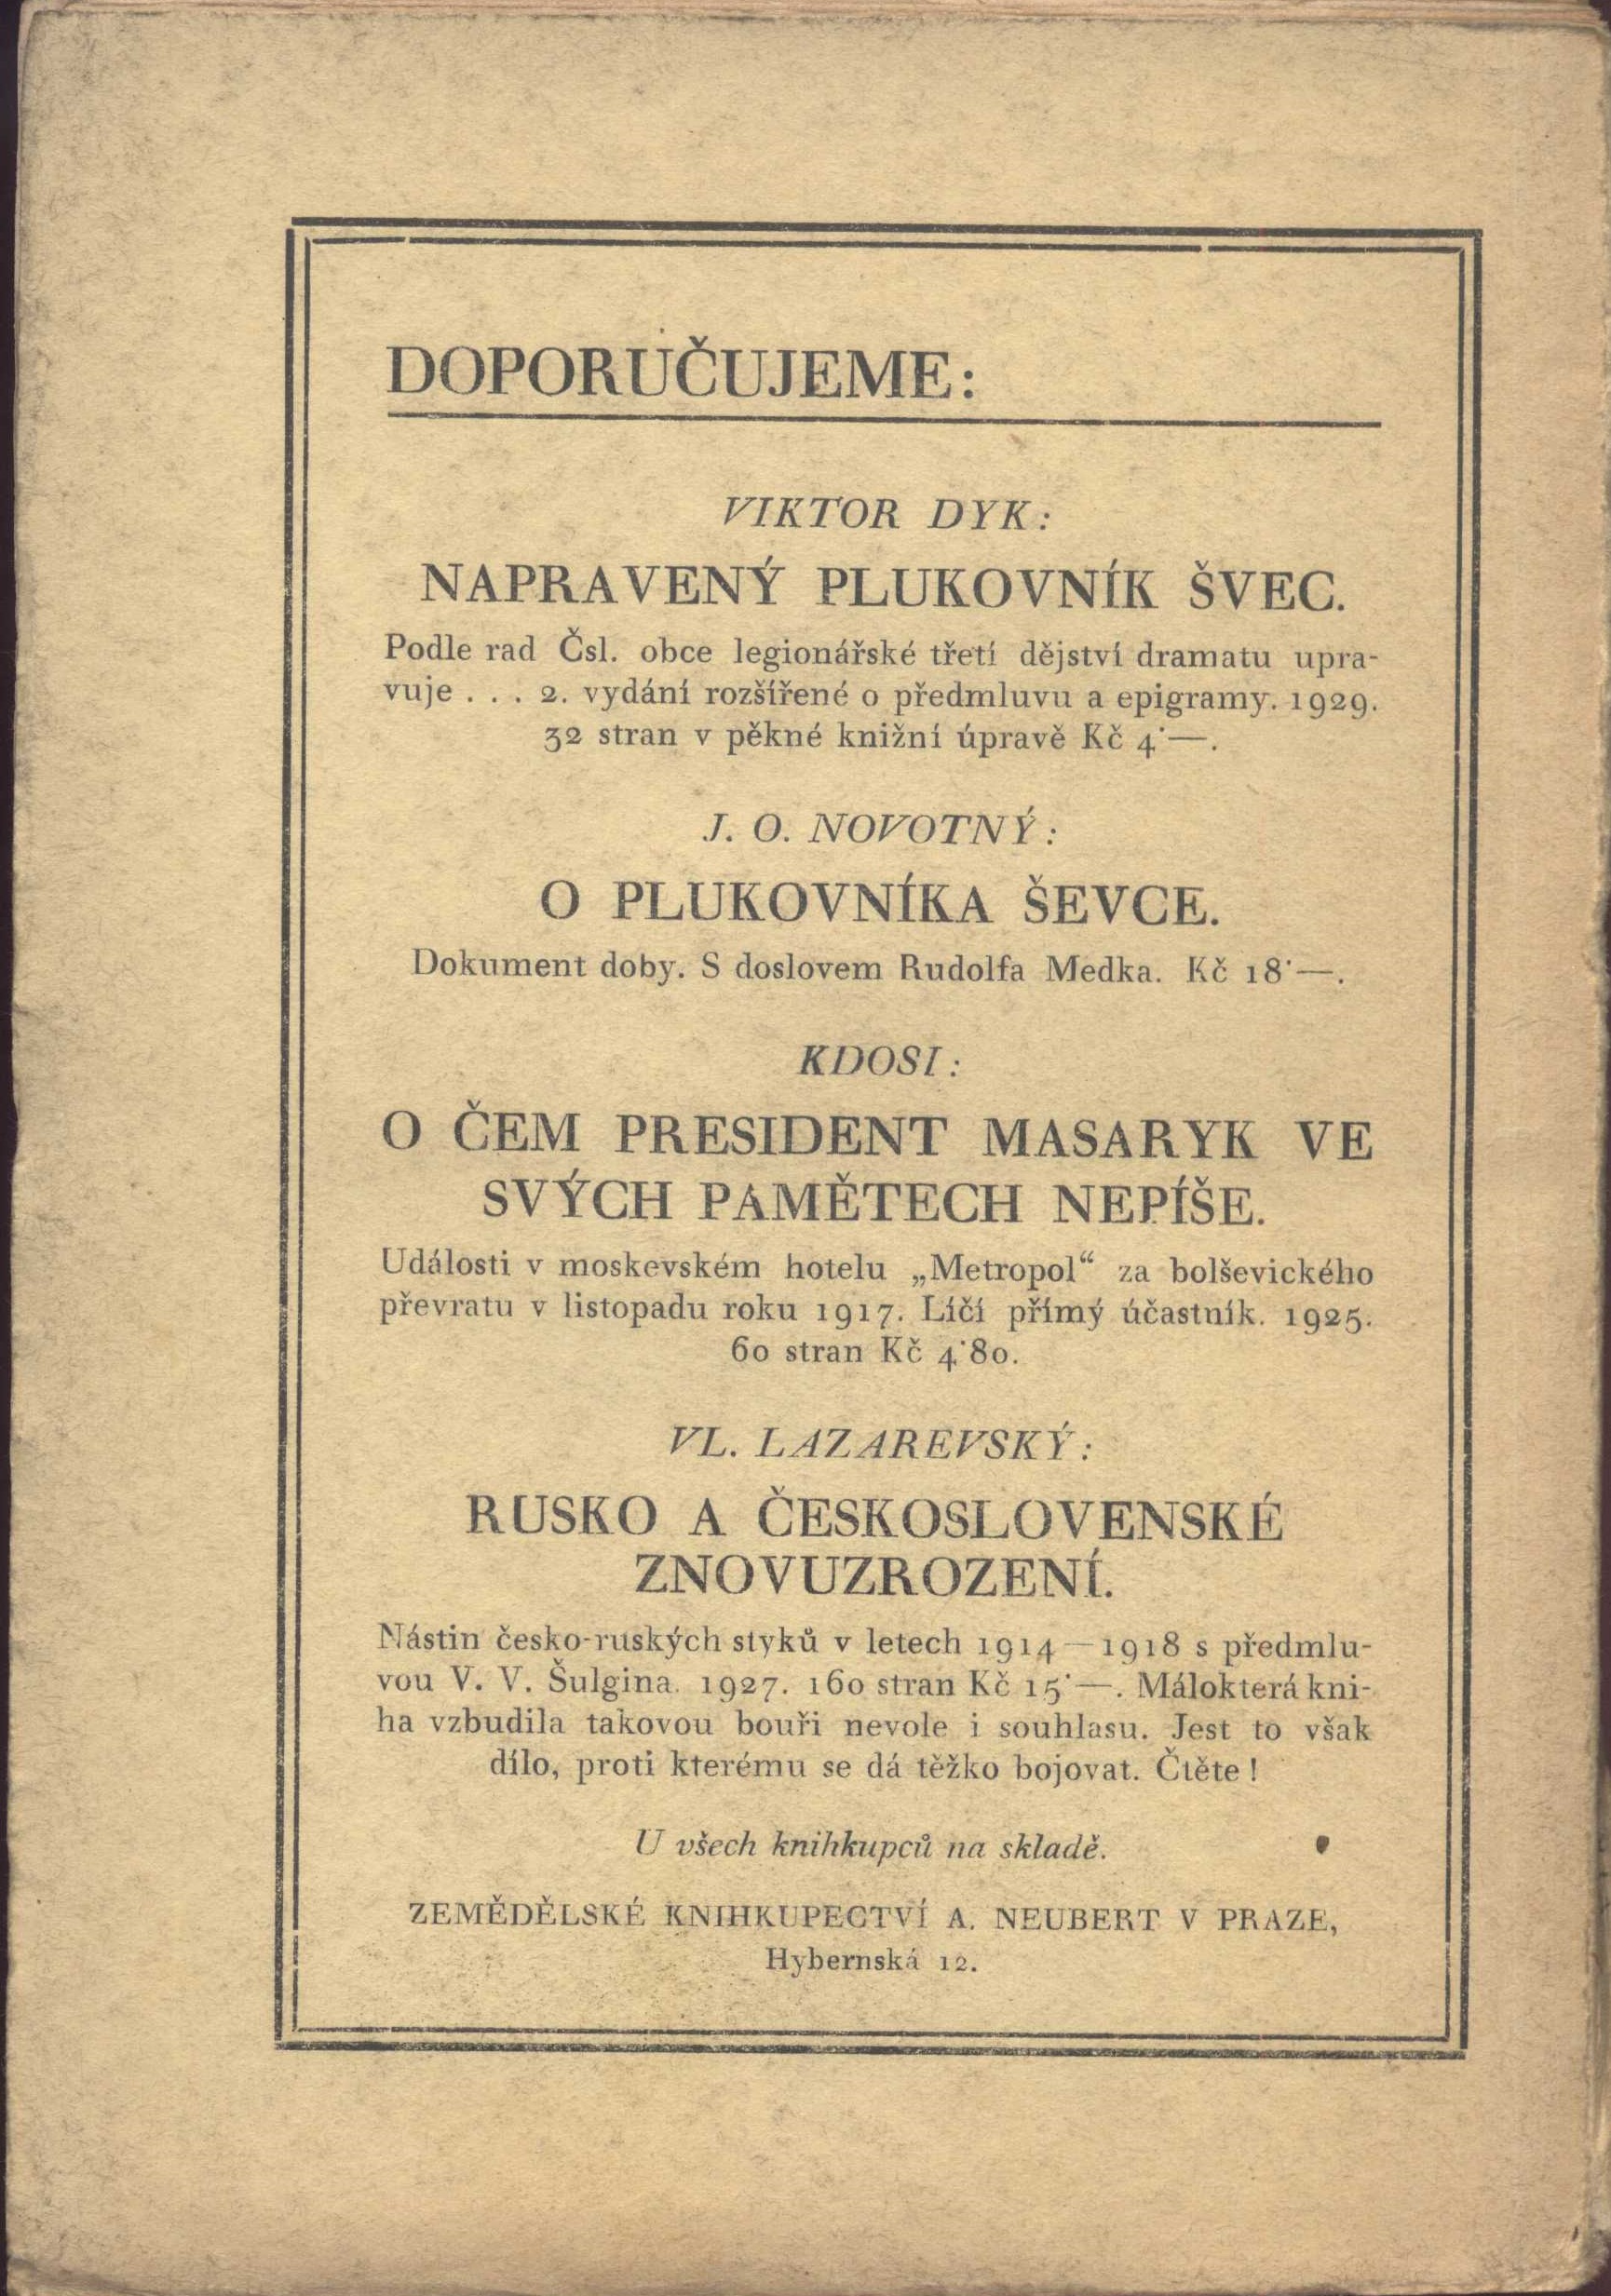 DOPORUČUJEME:
VIKTOR DYK:
NAPRAVENÝ PLUKOVNÍK ŠVEC.
Podle rad Čsl. obce legionářské třetí dějství dramatu upra-
vuje . . . 2. vydání rozšířené o předmluvu a epigramy. 1929.
32 stran v pěkné knižní úpravě Kč 4·—.
J. O. NOVOTNÝ:
O PLUKOVNÍKA ŠEVCE.
Dokument doby. S doslovem Rudolfa Medka. Kč 18·—.
KDOSI:
O ČEM PRESIDENT MASARYK VE
SVÝCH PAMĚTECH NEPÍŠE.
Události v moskevském hotelu „Metropol“ za bolševického
převratu v listopadu roku 1917. Líčí přímý účastník. 1925.
60 stran Kč 4·80.
VL. LAZAREVSKÝ:
RUSKO A ČESKOSLOVENSKÉ
ZNOVUZROZENÍ.
Nástin česko-ruských styků v letech 1914—1918 s předmlu-
vou V. V. Šulgina. 1927. 160 stran Kč 15·—. Málokterá kni-
ha vzbudila takovou bouři nevole i souhlasu. Jest to však
dílo, proti kterému se dá těžko bojovat. Čtěte!
U všech knihkupců na skladě.
ZEMĚDĚLSKÉ KNIHKUPECTVÍ A. NEUBERT V PRAZE,
Hybernská 12.